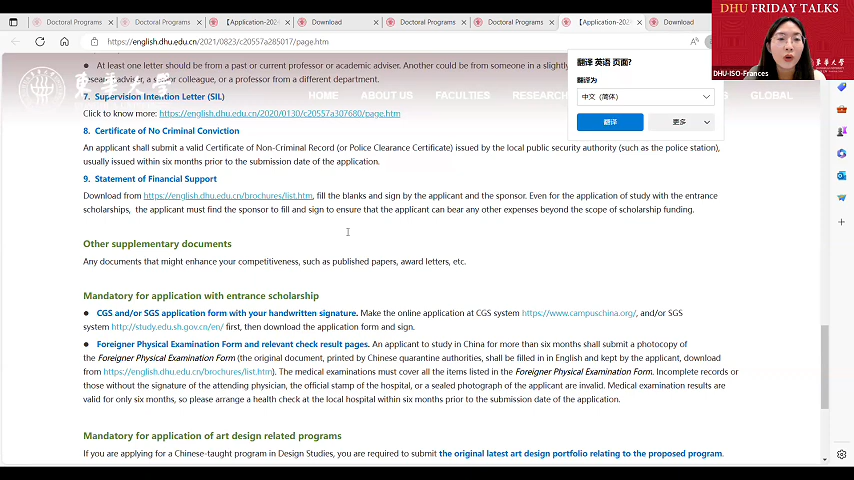 Doctoral Programs
Doctoral Programs
【Application-2024
Download
Doctoral Programs
Doctoral Programs
【Application-2024
Download
DHU FRIDAY TALKS
https://english.dhu.edu.cn/2021/0823/c20557a285017/page.htm
DHU-ISO-Frances
At least one letter should be from a past or current professor or academic adviser. Another could be from someone in a slightly
a senior colleague, or a professor from a different department.
東華大學
HOME ABOUT US FACULTIES RESEARCH GLOBAL
翻译 英语 页面?
翻译为
中文 (简体)
翻译
更多
7. Supervision Intention Letter (SIL)
Click to know more: https://english.dhu.edu.cn/2020/0130/c20557a307680/page.htm
8. Certificate of No Criminal Conviction
An applicant shall submit a valid Certificate of Non-Criminal Record (or Police Clearance Certificate) issued by the local public security authority (such as the police station),
usually issued within six months prior to the submission date of the application.
9. Statement of Financial Support
Download from https://english.dhu.edu.cn/brochures/list.htm, fill the blanks and sign by the applicant and the sponsor. Even for the application of study with the entrance
scholarships, the applicant must find the sponsor to fill and sign to ensure that the applicant can bear any other expenses beyond the scope of scholarship funding.
Other supplementary documents
Any documents that might enhance your competitiveness, such as published papers, award letters, etc.
Mandatory for application with entrance scholarship
● CGS and/or SGS application form with your handwritten signature. Make the online application at CGS system https://www.campuschina.org/, and/or SGS
system http://study.edu.sh.gov.cn/en/ first, then download the application form and sign.
● Foreigner Physical Examination Form and relevant check result pages. An applicant to study in China for more than six months shall submit a photocopy of
the Foreigner Physical Examination Form (the original document, printed by Chinese quarantine authorities, shall be filled in in English and kept by the applicant, download
from https://english.dhu.edu.cn/brochures/list.htm). The medical examinations must cover all the items listed in the Foreigner Physical Examination Form. Incomplete records or
those without the signature of the attending physician, the official stamp of the hospital, or a sealed photograph of the applicant are invalid. Medical examination results are
valid for only six months, so please arrange a health check at the local hospital within six months prior to the submission date of the application.
Mandatory for application of art design related programs
If you are applying for a Chinese-taught program in Design Studies, you are required to submit the original latest art design portfolio relating to the proposed program.